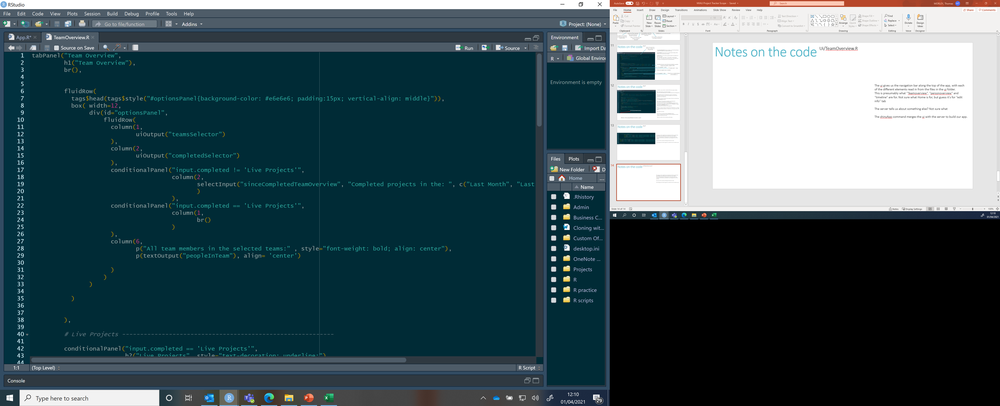 RStudio
File Edit Code View Plots Session Build Debug Profile Tools Help
Go to file/function Addins Project: (None)
App.R* TeamOverview.R
Source on Save Run Source
1 tabPanel("Team Overview",
2 h1("Team Overview"),
3 br(),
4
5
6 fluidRow(
7 tags$head(tags$style("#optionsPanel{background-color: #e6e6e6; padding:15px; vertical-align: middle}")),
8 box( width=12,
9 div(id="optionsPanel",
10 fluidRow(
11 column(1,
12 uiOutput("teamsSelector")
13 ),
14 column(2,
15 uiOutput("completedSelector")
16 ),
17 conditionalPanel("input.completed != 'Live Projects'",
18 column(2,
19 selectInput("sinceCompletedTeamOverview", "Completed projects in the: ", c("Last Month", "Last
20 )
21 ),
22 conditionalPanel("input.completed == 'Live Projects'",
23 column(1,
24 br()
25 )
26 ),
27 column(6,
28 p("All team members in the selected teams:" , style="font-weight: bold; align: center"),
29 p(textOutput("peopleInTeam"), align= 'center')
30
31 )
32 )
33 )
34
35 )
36
37
38 ),
39
40 # Live Projects ----------------------------------------------------------
41
42 conditionalPanel("input.completed == 'Live Projects'",
43 h2("Live Projects", style="text-decoration: underline;")
44
1:1 (Top Level) R Script
Console
Environment
Import Da
R Global Enviror
Environment is empty
Files Plots
New Folder D
Home ...
Name
.Rhistory
Admin
Business C...
Cloning wit...
Custom Of...
desktop.ini
OneNote ...
Projects
R
R practice
R scripts
Type here to search
12:10
01/04/2021
29
AutoSave On MIAU Project Tracker Scope - Saved Search MORLEY, Thomas MT
File Home Insert Draw Design Transitions Animations Slide Show Review View Help Share Comments
Paste Cut Copy Format Painter New Slide Reuse Slides Layout Reset Section
Text Direction Align Text Convert to SmartArt
Arrange Quick Styles Shape Fill Shape Outline Shape Effects
Find Replace Select Dictate Design Ideas
Clipboard Slides Font Paragraph Drawing Editing Voice Designer
11 Notes on the code
12 Notes on the code
13 Notes on the code
14 Notes on the code
Notes on the code Ui/TeamOverview.R
The ui gives us the navigation bar along the top of the app, with each
of the different elements read in from the files in the ui folder.
This is presumably what "Teamoverview", "personoverview" and
"timeline" are for. Not sure what Home is for, but guess it's for "edit
info" tab
The server tells us about something else? Not sure what
The shinyApp command merges the ui with the server to build our app.
Slide 14 of 14 Notes Display Settings 100%
12:10
01/04/2021